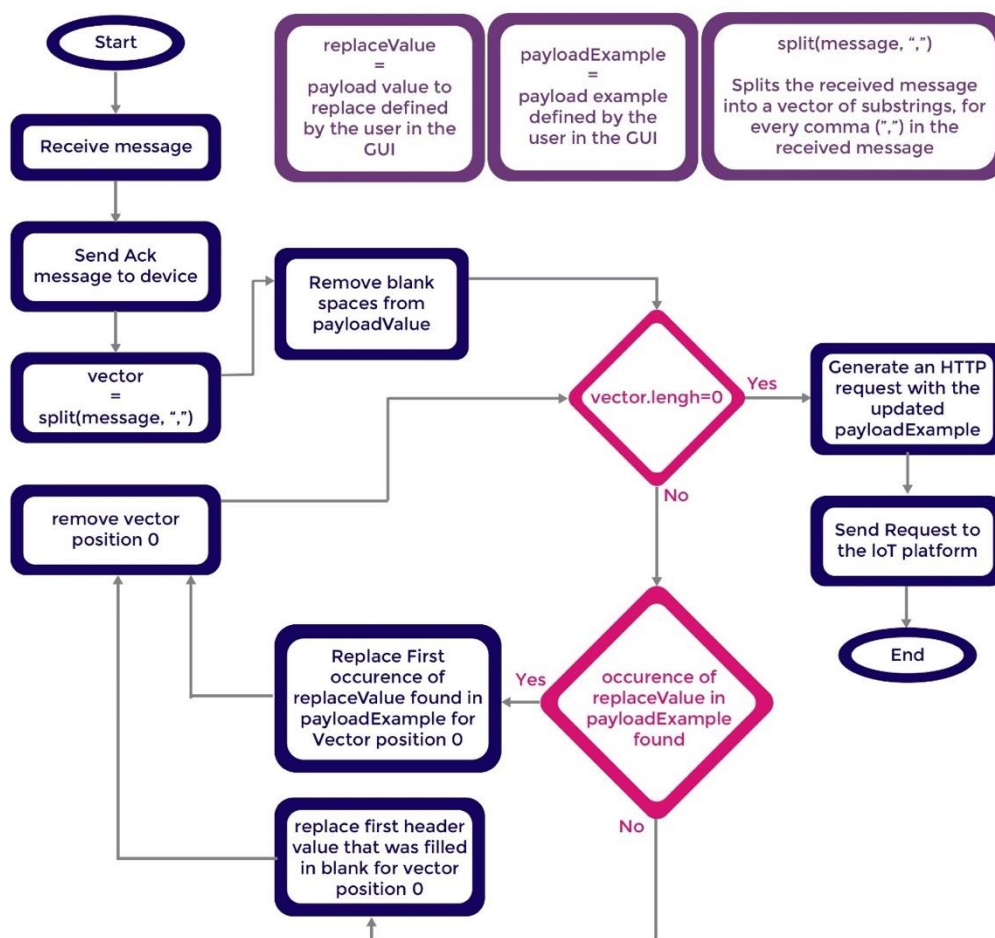 Start
replaceValue
=
payload value to
replace defined
by the user in the
GUI
payloadExample
=
payload example
defined by the
user in the GUI
split(message, “,”)
Splits the received message
into a vector of substrings, for
every comma (”,”) in the
received message
Receive message
Send Ack
message to device
vector
=
split(message, “,”)
Remove blank
spaces from
payloadValue
vector.lengh=0
Yes
Generate an HTTP
request with the
updated
payloadExample
No
Send Request to
the IoT platform
End
remove vector
position 0
occurence of
replaceValue in
payloadExample
found
Yes
Replace First
occurence of
replaceValue found in
payloadExample for
Vector position 0
No
replace first header
value that was filled
in blank for vector
position 0